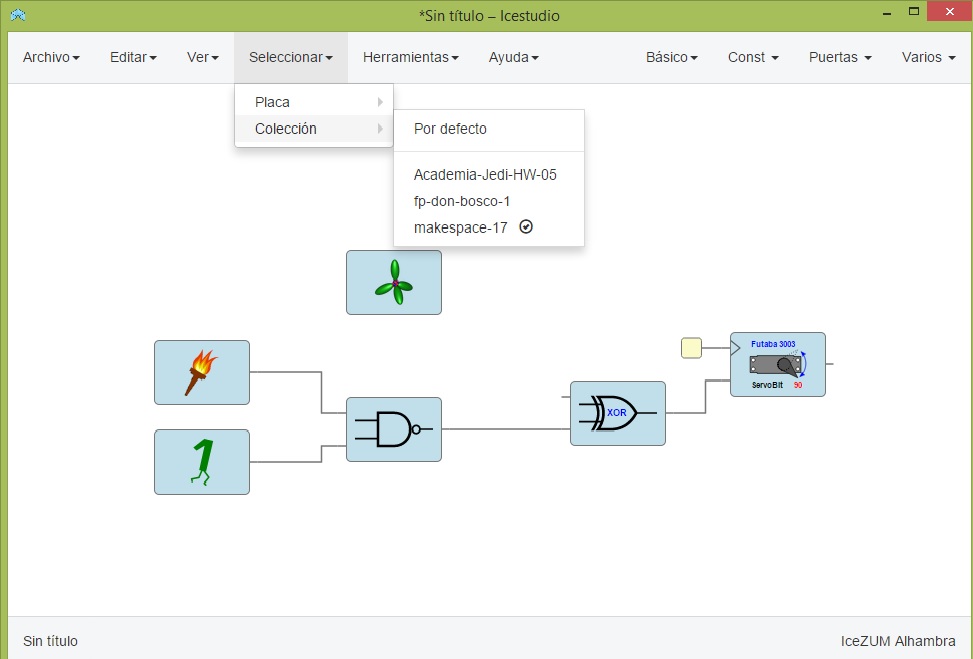 *Sin título – Icestudio
Archivo Editar Ver Seleccionar Herramientas Ayuda Básico Const Puertas Varios
Placa
Colección
Por defecto
Academia-Jedi-HW-05
fp-don-bosco-1
makespace-17
1
XOR
Futaba 3003
ServoBit 90
Sin título
IceZUM Alhambra